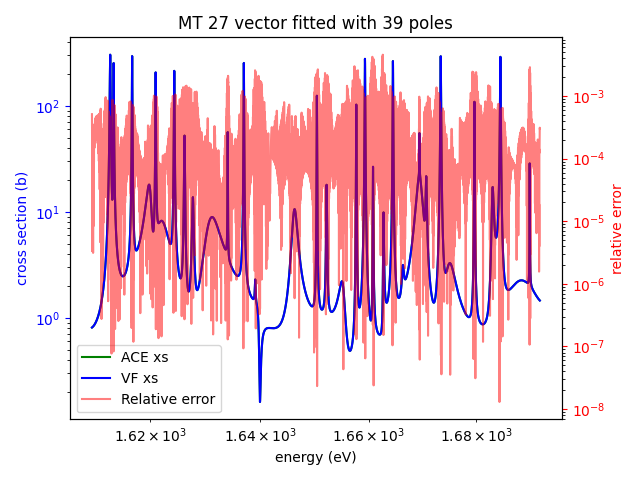 MT 27 vector fitted with 39 poles
cross section (b)
10²
10¹
10⁰
10⁻³
10⁻⁴
10⁻⁵
10⁻⁶
10⁻⁷
10⁻⁸
relative error
ACE xs
VF xs
Relative error
1.62 × 10³ 1.64 × 10³ 1.66 × 10³ 1.68 × 10³
energy (eV)